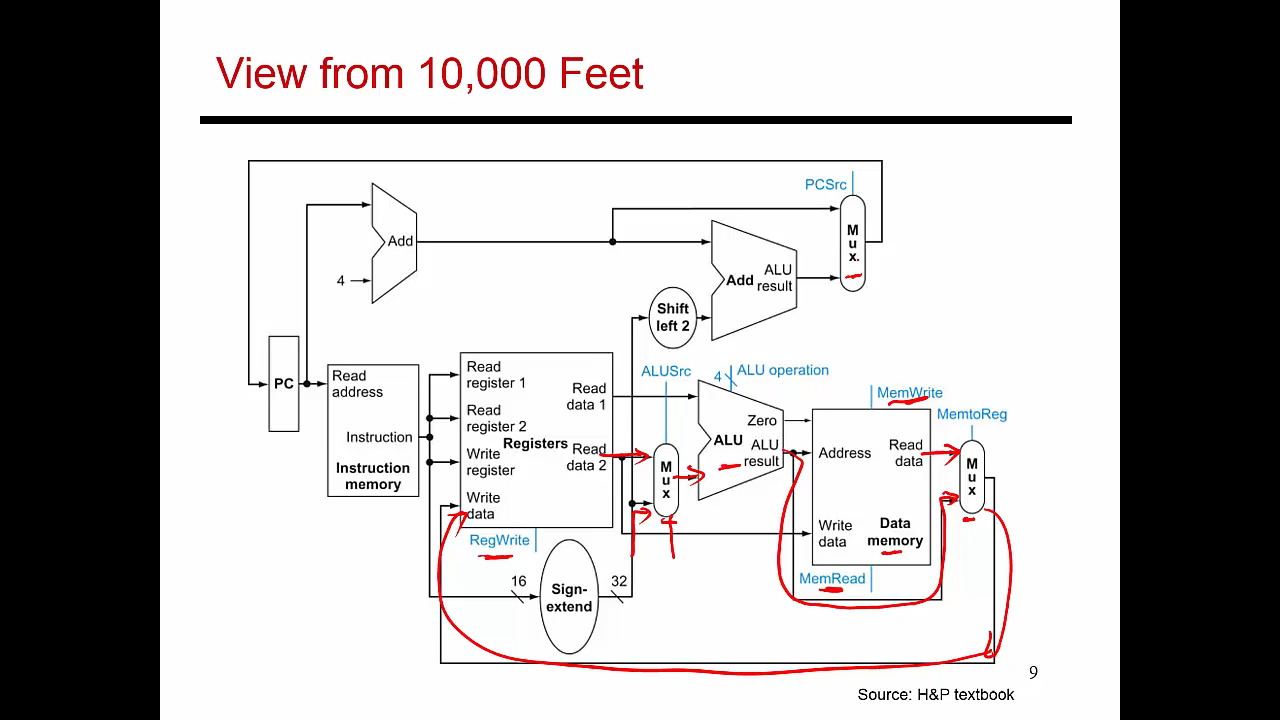 View from 10,000 Feet
PCSrc
Mux
Add
4
Add
ALU
result
Shift
left 2
PC
Read
address
Instruction
Instruction
memory
Read
register 1
Read
register 2
Write
register
Write
data
Registers
Read
data 1
Read
data 2
RegWrite
16
Sign-
extend
32
ALUSrc
Mux
4
ALU operation
Zero
ALU
ALU
result
MemWrite
Address
Read
data
Write
data
Data
memory
MemRead
MemtoReg
Mux
9
Source: H&P textbook